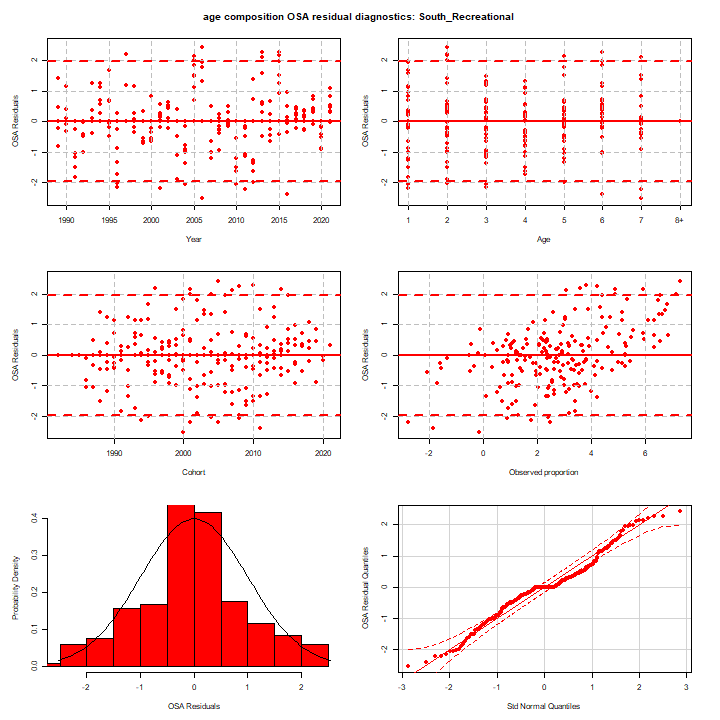 age composition OSA residual diagnostics: South_Recreational
OSA Residuals
2
1
0
-1
-2
1990 1995 2000 2005 2010 2015 2020
Year
OSA Residuals
2
1
0
-1
-2
1 2 3 4 5 6 7 8+
Age
OSA Residuals
2
1
0
-1
-2
1990 2000 2010 2020
Cohort
OSA Residuals
2
1
0
-1
-2
-2 0 2 4 6
Observed proportion
Probability Density
0.4
0.3
0.2
0.1
0.0
-2 -1 0 1 2
OSA Residuals
OSA Residual Quantiles
2
1
0
-1
-2
-3 -2 -1 0 1 2 3
Std Normal Quantiles